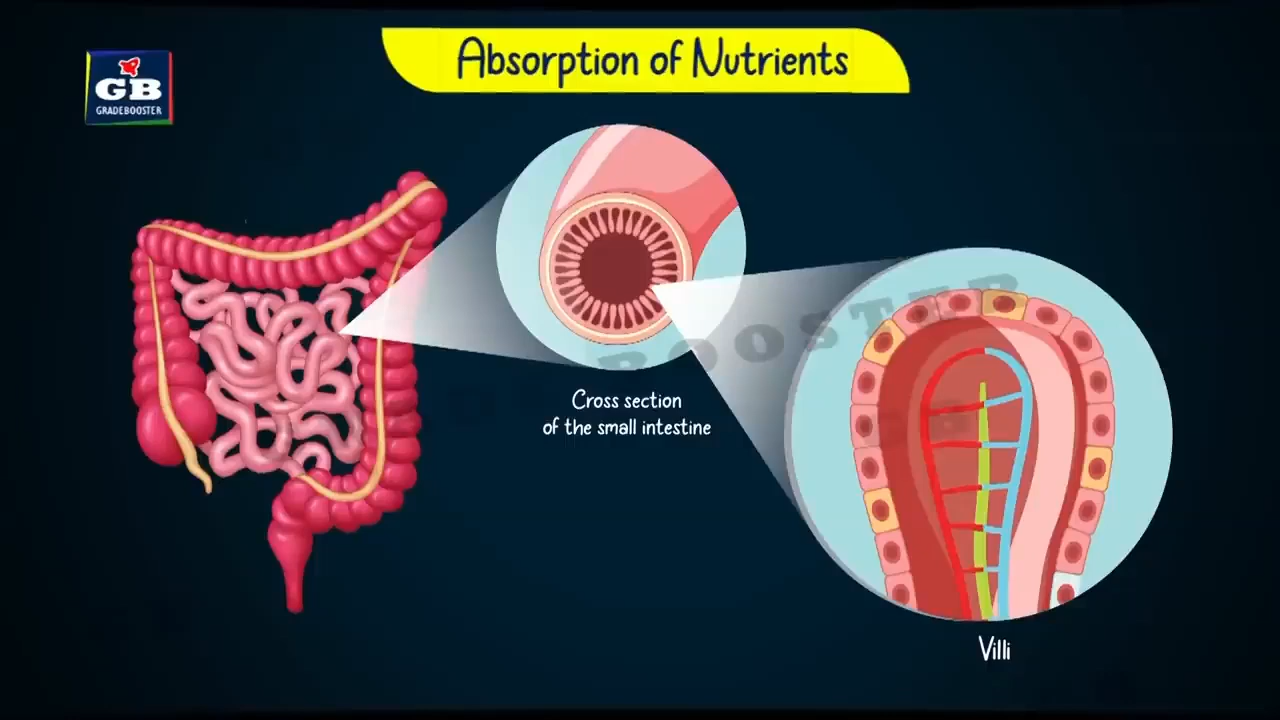 Absorption of Nutrients
GB
GRADEBOOSTER
Cross section
of the small intestine
Villi